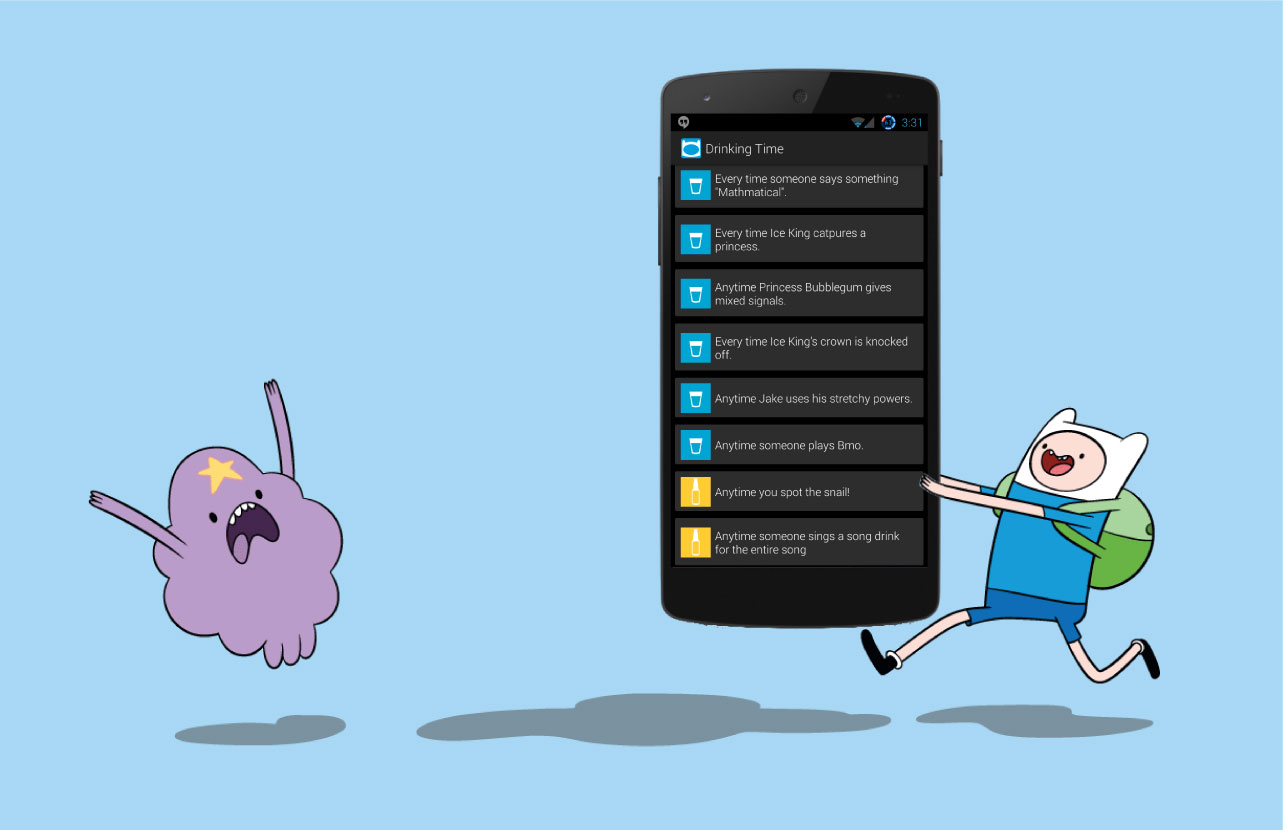 3:31
Drinking Time
Every time someone says something
"Mathmatical".
Every time Ice King catpures a
princess.
Anytime Princess Bubblegum gives
mixed signals.
Every time Ice King's crown is knocked
off.
Anytime Jake uses his stretchy powers.
Anytime someone plays Bmo.
Anytime you spot the snail!
Anytime someone sings a song drink
for the entire song